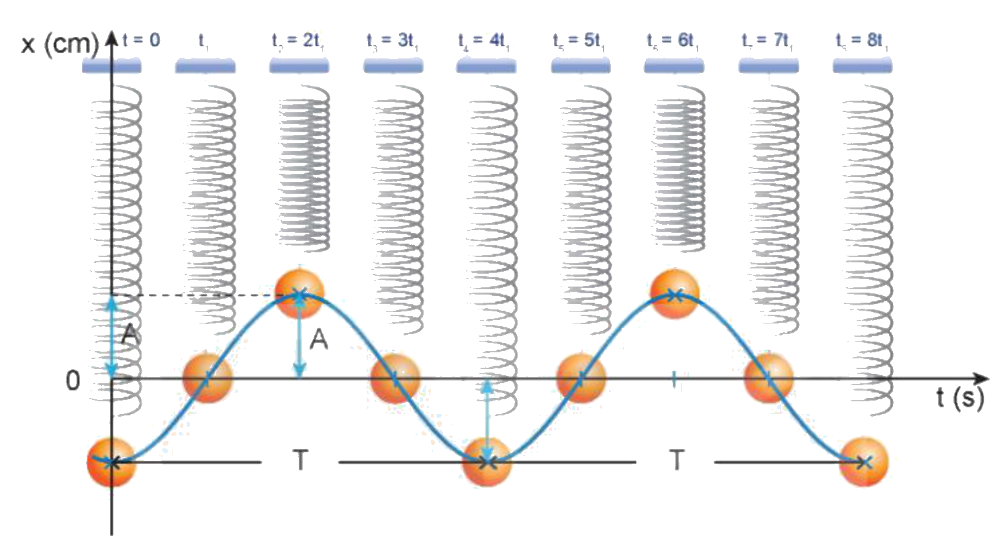 x (cm)
t = 0
t₁
t₂ = 2t₁
t₃ = 3t₁
t₄ = 4t₁
t₅ = 5t₁
t₆ = 6t₁
t₇ = 7t₁
t₈ = 8t₁
A
A
0
t (s)
T
T